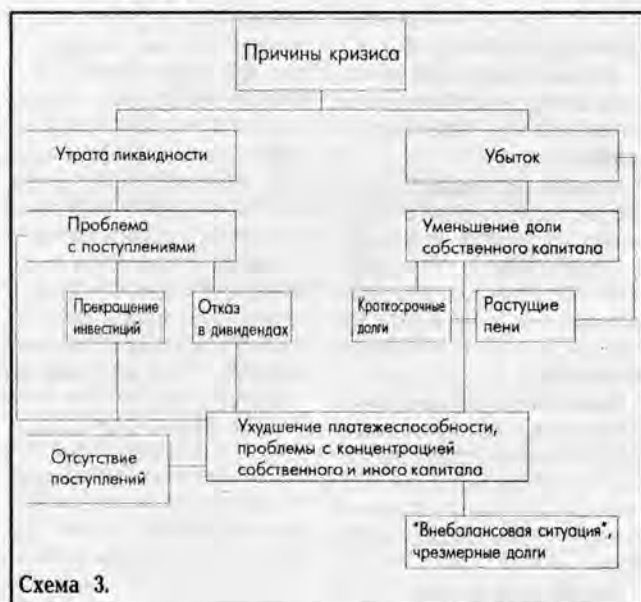 Причины кризиса
Утрата ликвидности
Убыток
Проблема
с поступлениями
Уменьшение доли
собственного капитала
Прекращение
инвестиций
Отказ
в дивидендах
Краткосрочные
долги
Растущие
пени
Ухудшение платежеспособности,
проблемы с концентрацией
собственного и иного капитала
Отсутствие
поступлений
"Внебалансовая ситуация",
чрезмерные долги
Схема 3.